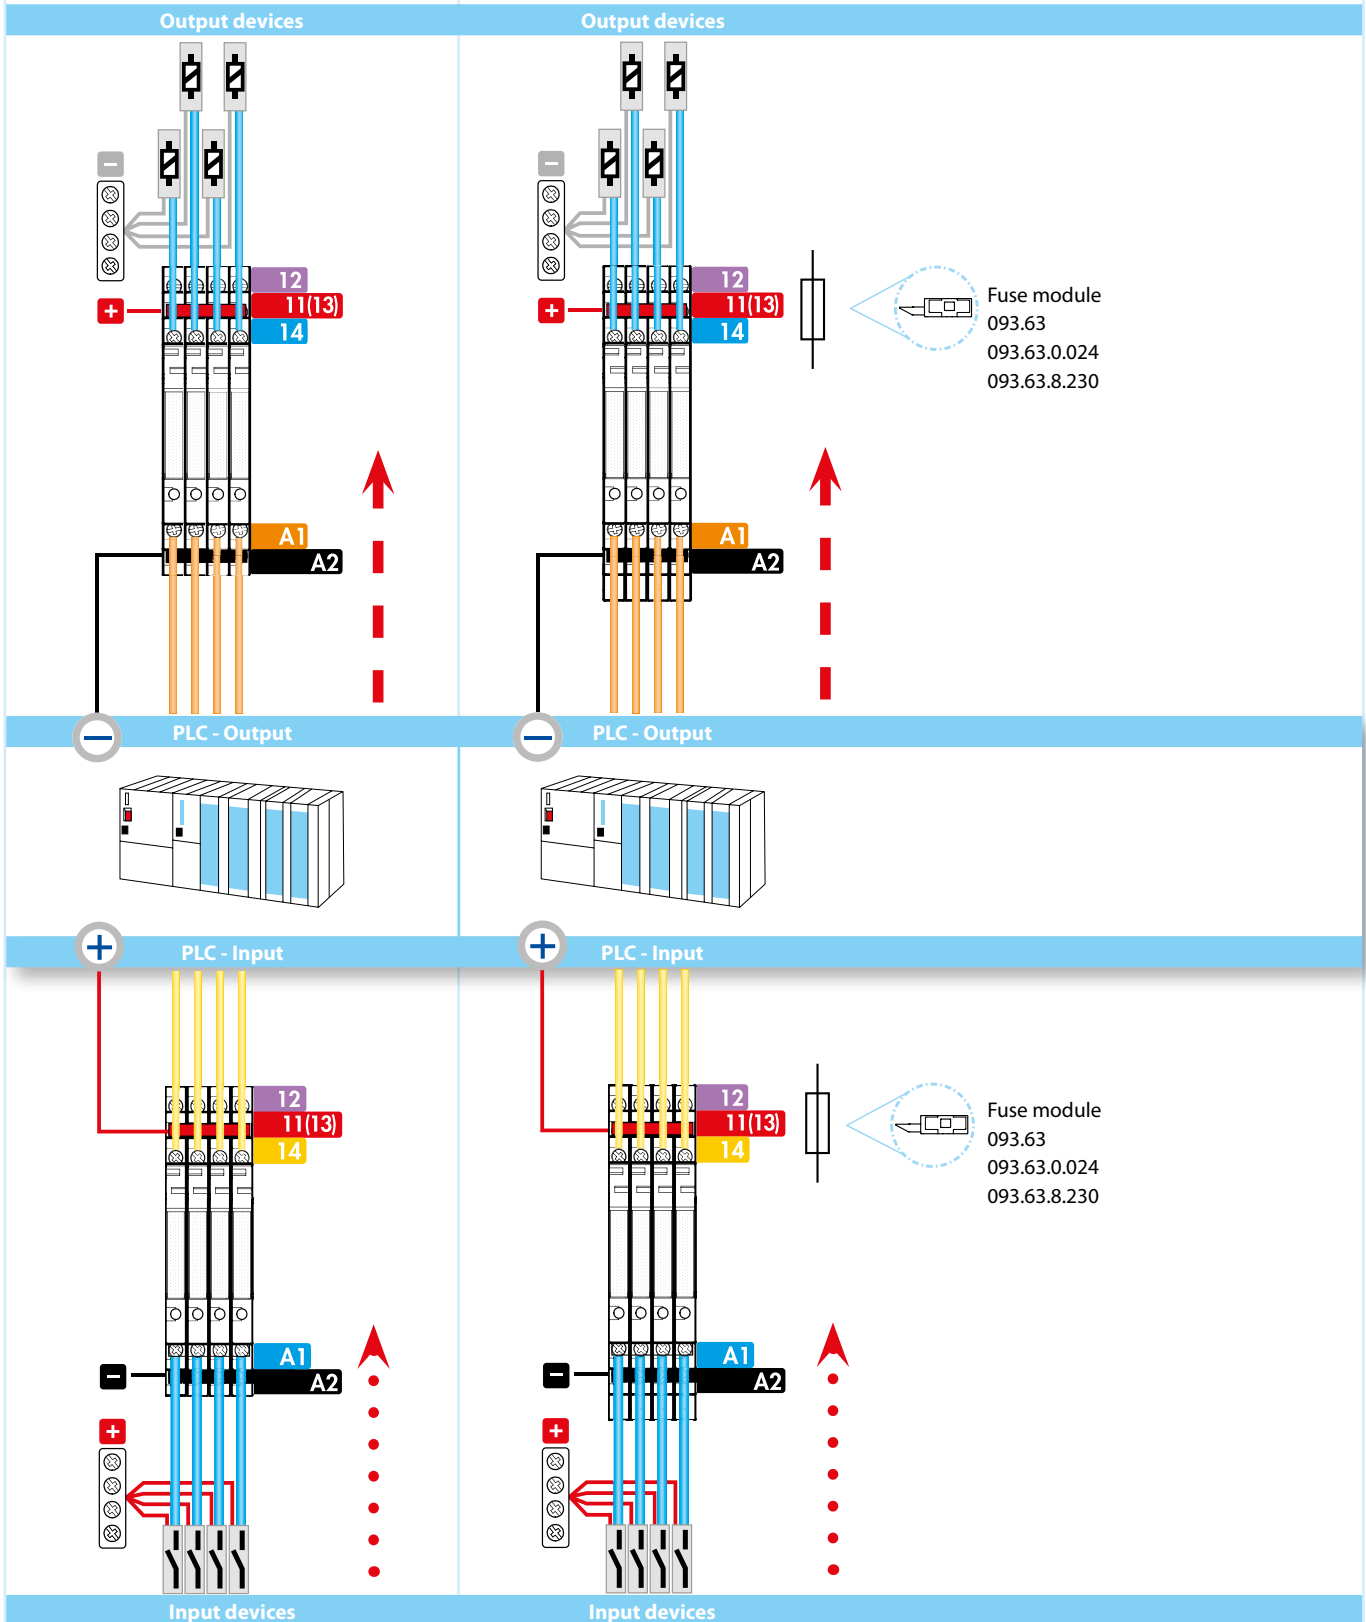 Output devices
Output devices
−
−
12
11(13)
14
+
12
11(13)
14
+
Fuse module
093.63
093.63.0.024
093.63.8.230
A1
A2
A1
A2
−
PLC - Output
−
PLC - Output
+
PLC - Input
+
PLC - Input
12
11(13)
14
12
11(13)
14
Fuse module
093.63
093.63.0.024
093.63.8.230
A1
A2
−
A1
A2
−
+
+
Input devices
Input devices